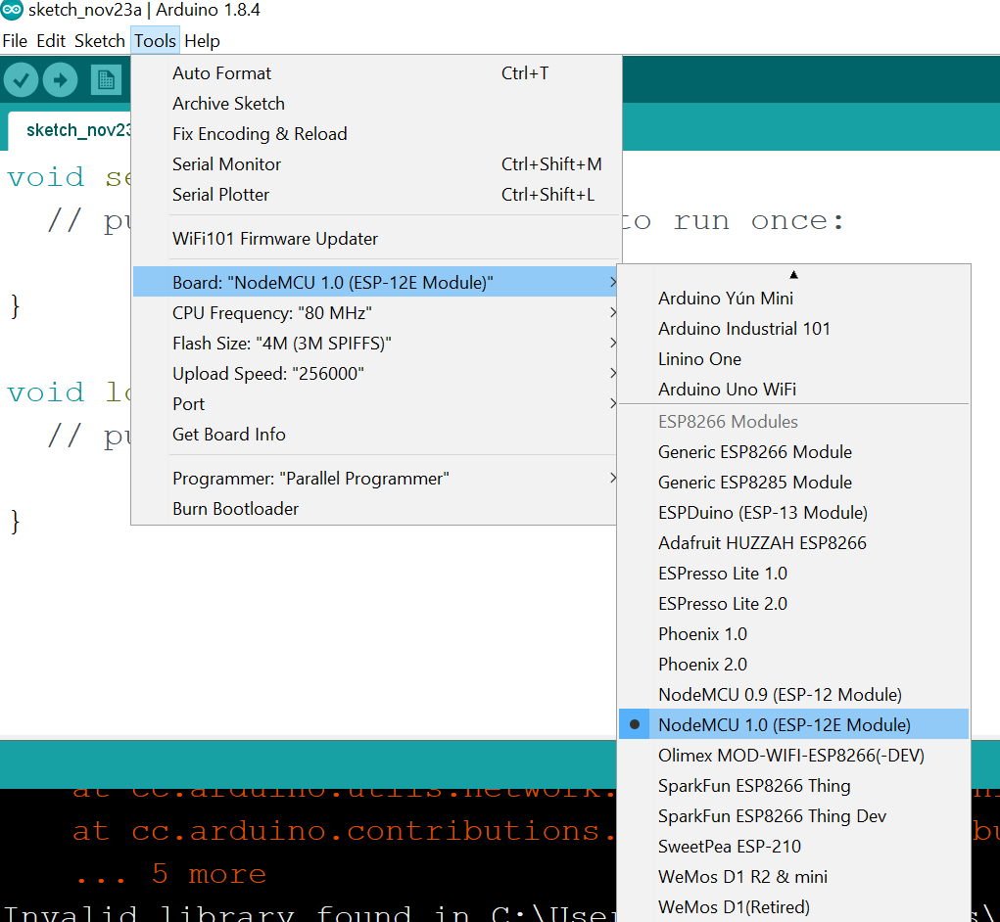 sketch_nov23a | Arduino 1.8.4
File Edit Sketch Tools Help
Auto Format Ctrl+T
Archive Sketch
Fix Encoding & Reload
Serial Monitor Ctrl+Shift+M
Serial Plotter Ctrl+Shift+L
WiFi101 Firmware Updater
Board: "NodeMCU 1.0 (ESP-12E Module)"
CPU Frequency: "80 MHz"
Flash Size: "4M (3M SPIFFS)"
Upload Speed: "256000"
Port
Get Board Info
Programmer: "Parallel Programmer"
Burn Bootloader
Arduino Yún Mini
Arduino Industrial 101
Linino One
Arduino Uno WiFi
ESP8266 Modules
Generic ESP8266 Module
Generic ESP8285 Module
ESPDuino (ESP-13 Module)
Adafruit HUZZAH ESP8266
ESPresso Lite 1.0
ESPresso Lite 2.0
Phoenix 1.0
Phoenix 2.0
NodeMCU 0.9 (ESP-12 Module)
NodeMCU 1.0 (ESP-12E Module)
Olimex MOD-WIFI-ESP8266(-DEV)
SparkFun ESP8266 Thing
SparkFun ESP8266 Thing Dev
SweetPea ESP-210
WeMos D1 R2 & mini
WeMos D1(Retired)
sketch_nov23
void se
// pu to run once:
}
void lo
// pu
}
at cc.arduino.utils.network.
at cc.arduino.contributions.
... 5 more
Invalid library found in C:\User